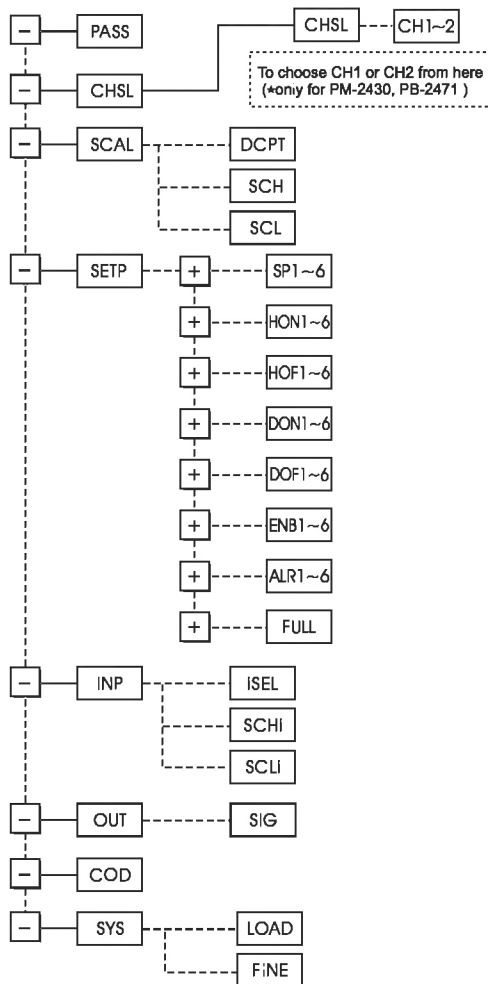 PASS
CHSL
CHSL
CH1~2
To choose CH1 or CH2 from here
(*only for PM-2430, PB-2471 )
SCAL
DCPT
SCH
SCL
SETP
SP1~6
HON1~6
HOF1~6
DON1~6
DOF1~6
ENB1~6
ALR1~6
FULL
INP
iSEL
SCHi
SCLi
OUT
SIG
COD
SYS
LOAD
FiNE